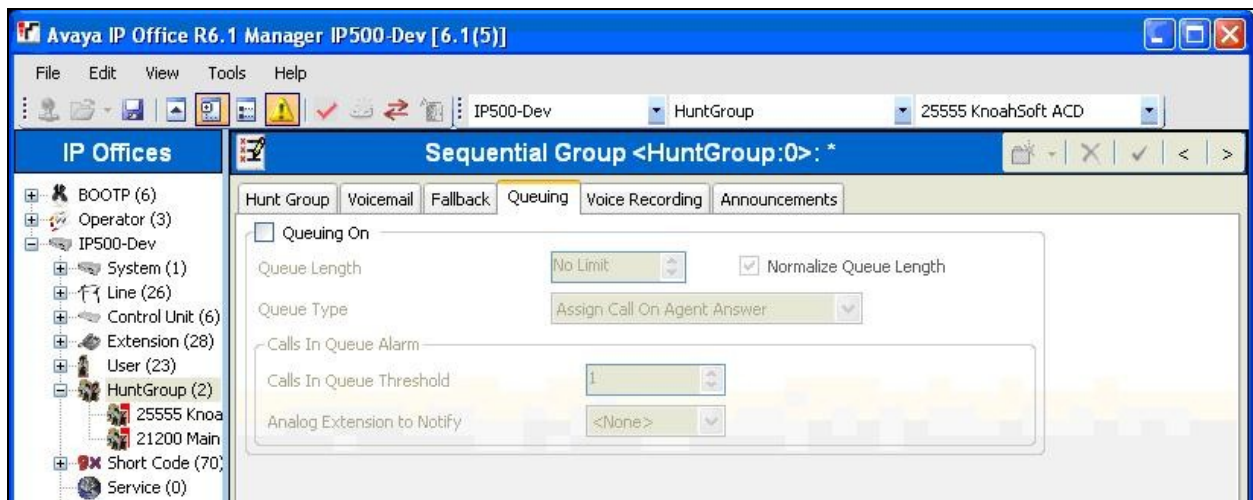 Avaya IP Office R6.1 Manager IP500-Dev [6.1(5)]
File Edit View Tools Help
IP500-Dev HuntGroup 25555 KnoahSoft ACD
IP Offices
BOOTP (6)
Operator (3)
IP500-Dev
System (1)
Line (26)
Control Unit (6)
Extension (28)
User (23)
HuntGroup (2)
25555 Knoa
21200 Main
Short Code (70)
Service (0)
Sequential Group <HuntGroup:0>: *
Hunt Group Voicemail Fallback Queuing Voice Recording Announcements
Queuing On
Queue Length No Limit Normalize Queue Length
Queue Type Assign Call On Agent Answer
Calls In Queue Alarm
Calls In Queue Threshold 1
Analog Extension to Notify <None>